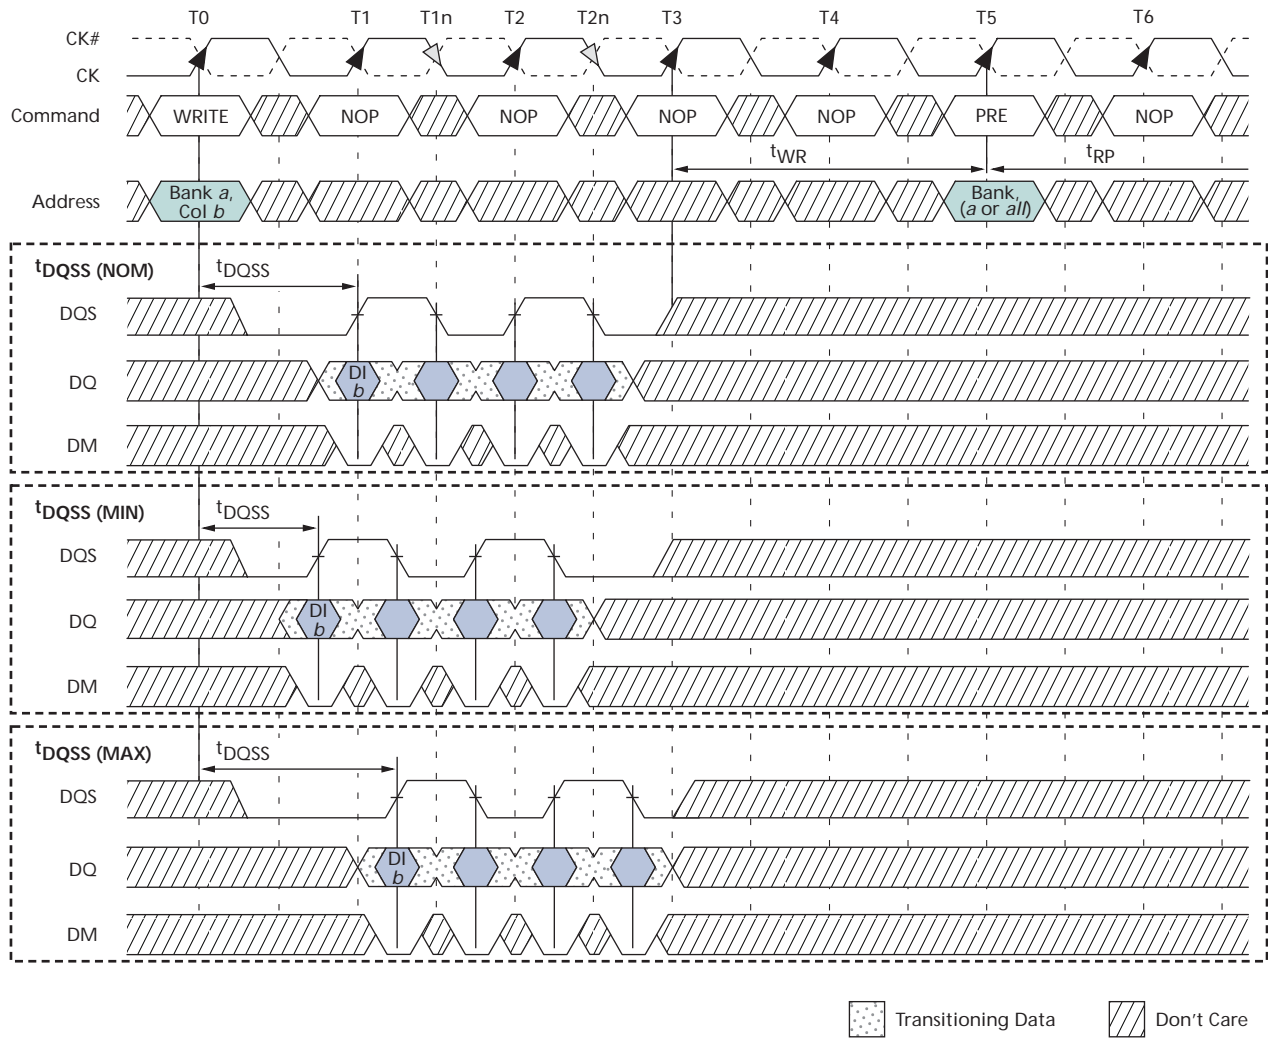 T0 T1 T1n T2 T2n T3 T4 T5 T6
CK#
CK
Command WRITE NOP NOP NOP NOP PRE NOP
tWR tRP
Address Bank a, Col b Bank, (a or all)
tDQSS (NOM) tDQSS
DQS
DQ DI b
DM
tDQSS (MIN) tDQSS
DQS
DQ DI b
DM
tDQSS (MAX) tDQSS
DQS
DQ DI b
DM
Transitioning Data Don't Care